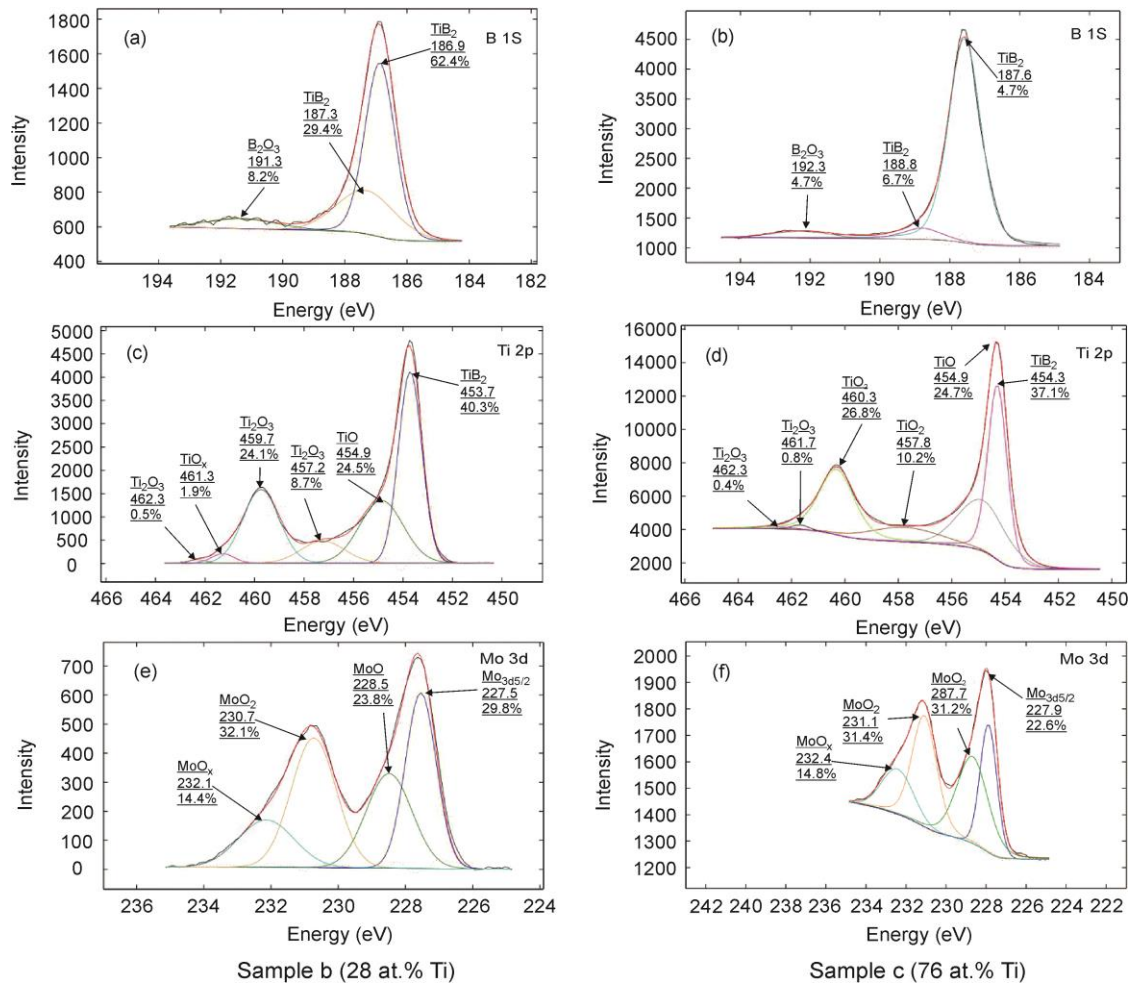 (a)
B 1S
TiB₂
186.9
62.4%
TiB₂
187.3
29.4%
B₂O₃
191.3
8.2%
Intensity
1800
1600
1400
1200
1000
800
600
400
194 192 190 188 186 184 182
Energy (eV)
(b)
B 1S
TiB₂
187.6
4.7%
B₂O₃
192.3
4.7%
TiB₂
188.8
6.7%
Intensity
4500
4000
3500
3000
2500
2000
1500
1000
194 192 190 188 186 184
Energy (eV)
(c)
Ti 2p
TiB₂
453.7
40.3%
Ti₂O₃
459.7
24.1%
Ti₂O₃
457.2
8.7%
TiO
454.9
24.5%
TiOₓ
461.3
1.9%
Ti₂O₃
462.3
0.5%
Intensity
5000
4500
4000
3500
3000
2500
2000
1500
1000
500
0
466 464 462 460 458 456 454 452 450
Energy (eV)
(d)
Ti 2p
TiO
454.9
24.7%
TiB₂
454.3
37.1%
TiO₂
460.3
26.8%
TiO₂
457.8
10.2%
Ti₂O₃
461.7
0.8%
Ti₂O₃
462.3
0.4%
Intensity
16000
14000
12000
10000
8000
6000
4000
2000
466 464 462 460 458 456 454 452 450
Energy (eV)
(e)
Mo 3d
MoO
228.5
23.8%
Mo3d5/2
227.5
29.8%
MoO₂
230.7
32.1%
MoOₓ
232.1
14.4%
Intensity
700
600
500
400
300
200
100
0
236 234 232 230 228 226 224
Energy (eV)
Sample b (28 at.% Ti)
(f)
Mo 3d
MoO₂
287.7
31.2%
Mo3d5/2
227.9
22.6%
MoO₂
231.1
31.4%
MoOₓ
232.4
14.8%
Intensity
2000
1900
1800
1700
1600
1500
1400
1300
1200
242 240 238 236 234 232 230 228 226 224 222
Energy (eV)
Sample c (76 at.% Ti)